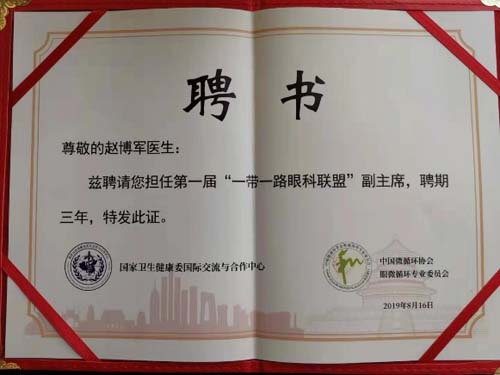 聘书
尊敬的赵博军医生：
兹聘请您担任第一届“一带一路眼科联盟”副主席，聘期
三年，特发此证。
国家卫生健康委国际交流与合作中心
中国微循环协会
眼微循环专业委员会
2019年8月16日